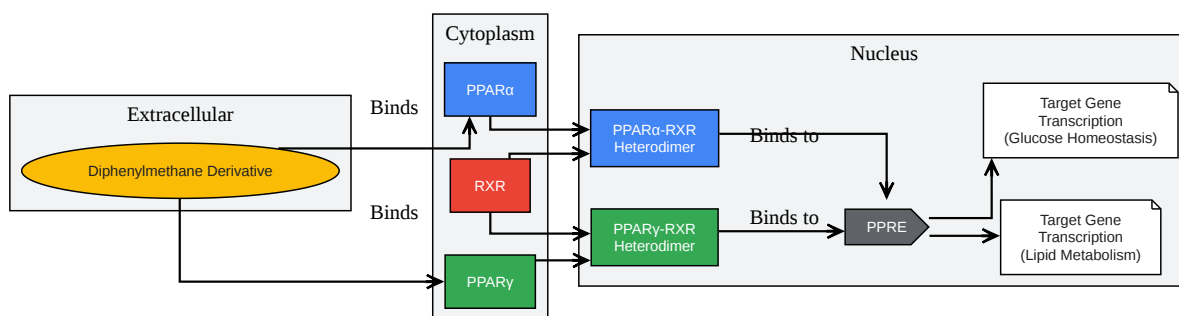 Extracellular
Diphenylmethane Derivative
Binds
Binds
Cytoplasm
PPARα
RXR
PPARγ
Nucleus
PPARα-RXR
Heterodimer
Binds to
PPARγ-RXR
Heterodimer
Binds to
PPRE
Target Gene
Transcription
(Glucose Homeostasis)
Target Gene
Transcription
(Lipid Metabolism)